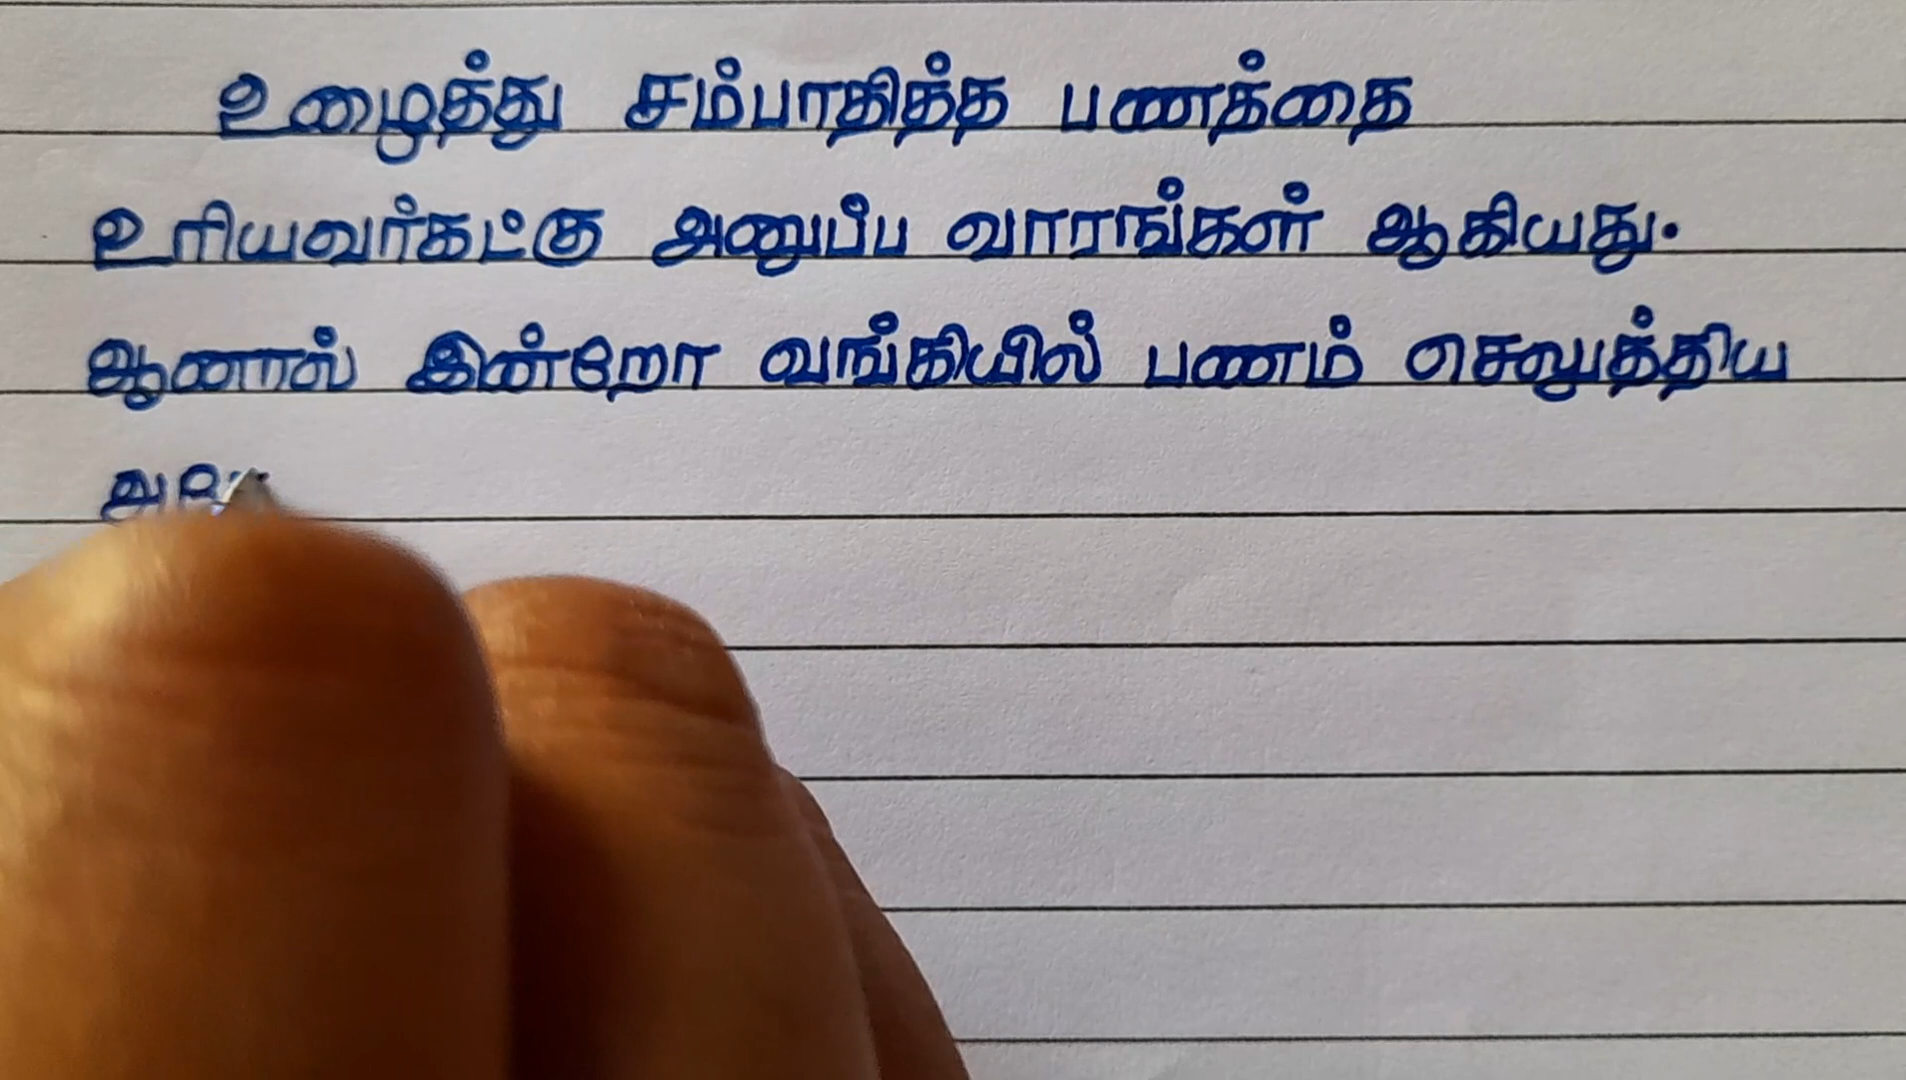 உழைத்து சம்பாதித்த பணத்தை
உரியவர்கட்கு அனுப்ப வாரங்கள் ஆகியது.
ஆனால் இன்றோ வங்கியில் பணம் செலுத்திய